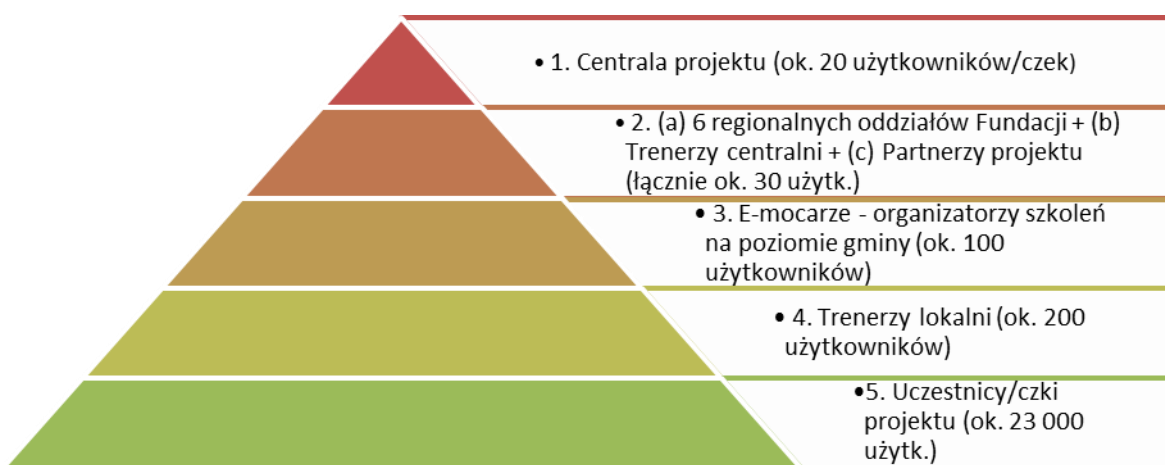 • 1. Centrala projektu (ok. 20 użytkowników/czek)
• 2. (a) 6 regionalnych oddziałów Fundacji + (b)
Trenerzy centralni + (c) Partnerzy projektu
(łącznie ok. 30 użytk.)
• 3. E-mocarze - organizatorzy szkoleń
na poziomie gminy (ok. 100
użytkowników)
• 4. Trenerzy lokalni (ok. 200
użytkowników)
•5. Uczestnicy/czki
projektu (ok. 23 000
użytk.)